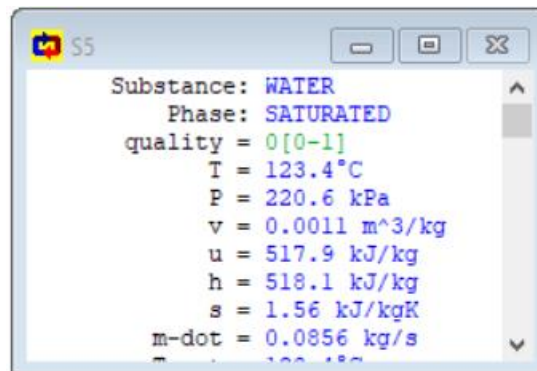 S5
Substance: WATER
Phase: SATURATED
quality = 0[0-1]
T = 123.4°C
P = 220.6 kPa
v = 0.0011 m^3/kg
u = 517.9 kJ/kg
h = 518.1 kJ/kg
s = 1.56 kJ/kgK
m-dot = 0.0856 kg/s